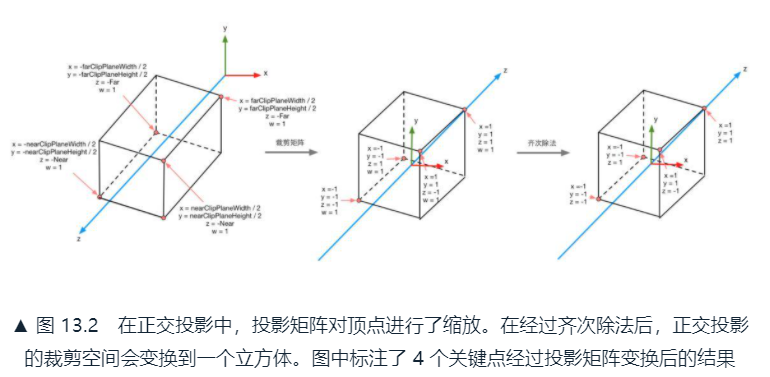 y
x
z
x = -farClipPlaneWidth / 2
y = -farClipPlaneHeight / 2
z = -Far
w = 1
x = farClipPlaneWidth / 2
y = farClipPlaneHeight / 2
z = -Far
w = 1
x = -nearClipPlaneWidth / 2
y = -nearClipPlaneHeight / 2
z = -Near
w = 1
x = nearClipPlaneWidth / 2
y = nearClipPlaneHeight / 2
z = -Near
w = 1
裁剪矩阵
z
y
x
x =1
y = 1
z = 1
w = 1
x =-1
y = -1
z = 1
w = 1
x =1
y = 1
z = -1
w = 1
x =-1
y = -1
z = -1
w = 1
齐次除法
z
y
x
x =1
y = 1
z = 1
x =-1
y = -1
z = 1
x =1
y = 1
z = -1
x =-1
y = -1
z = -1
▲ 图 13.2 在正交投影中，投影矩阵对顶点进行了缩放。在经过齐次除法后，正交投影
的裁剪空间会变换到一个立方体。图中标注了 4 个关键点经过投影矩阵变换后的结果